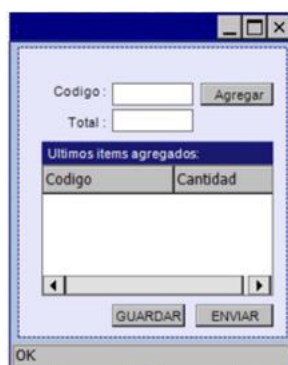 Codigo :
Agregar
Total :
Ultimos items agregados:
Codigo Cantidad
GUARDAR ENVIAR
OK